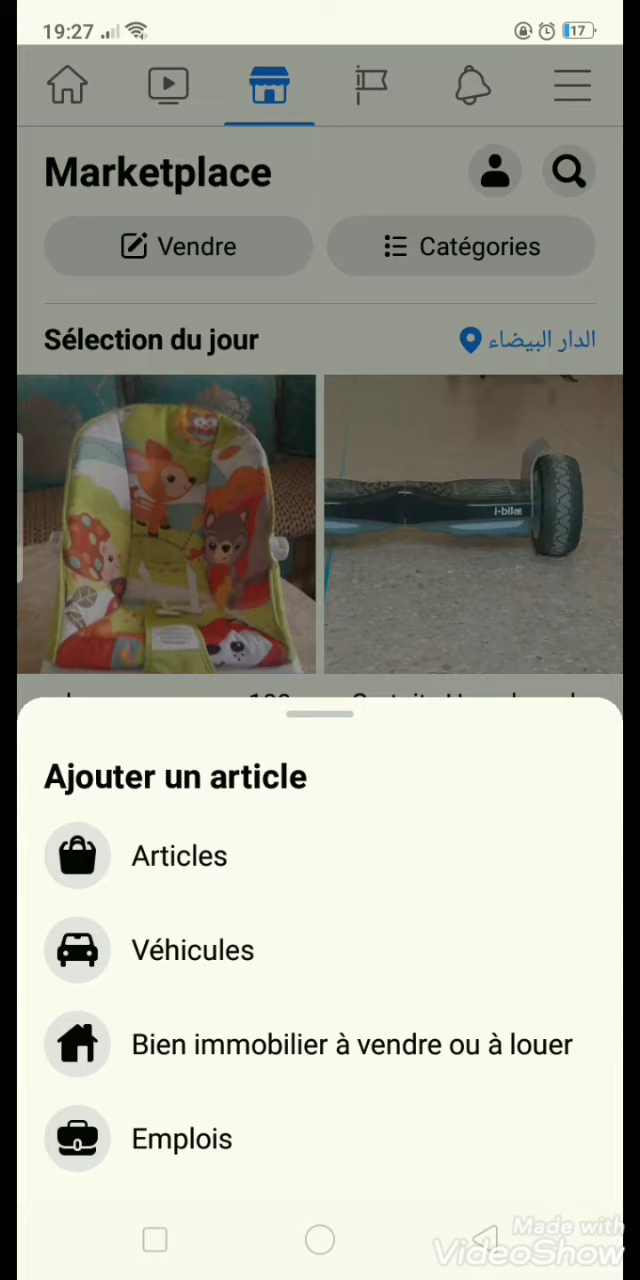 19:27
17
Marketplace
Vendre
Catégories
Sélection du jour
الدار البيضاء
i-bike
Ajouter un article
Articles
Véhicules
Bien immobilier à vendre ou à louer
Emplois
Made with
VideoShow